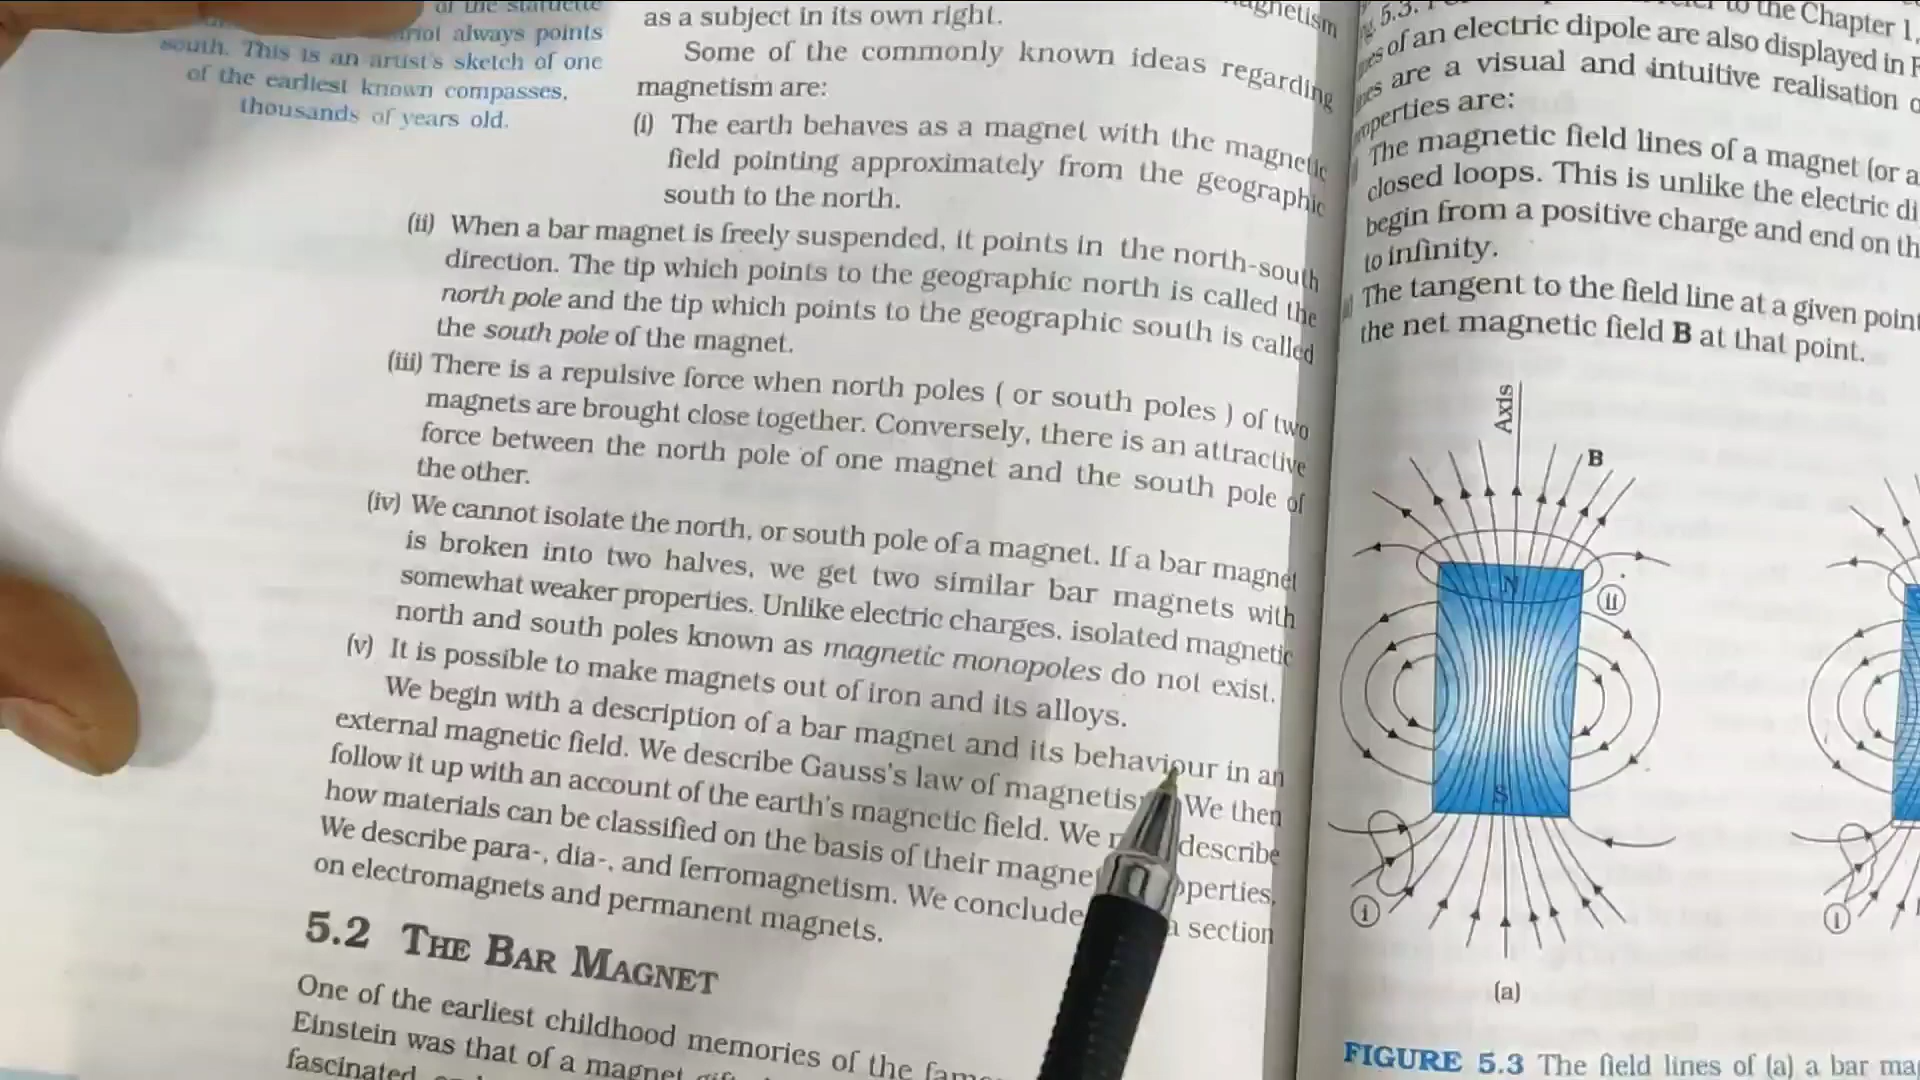 of the statuette
always points
south. This is an artist's sketch of one
of the earliest known compasses,
thousands of years old.
as a subject in its own right.
Some of the commonly known ideas regarding
magnetism are:
(i) The earth behaves as a magnet with the magnetic
field pointing approximately from the geographic
south to the north.
(ii) When a bar magnet is freely suspended, it points in the north-south
direction. The tip which points to the geographic north is called the
north pole and the tip which points to the geographic south is called
the south pole of the magnet.
(iii) There is a repulsive force when north poles ( or south poles ) of two
magnets are brought close together. Conversely, there is an attractive
force between the north pole of one magnet and the south pole of
the other.
(iv) We cannot isolate the north, or south pole of a magnet. If a bar magnet
is broken into two halves, we get two similar bar magnets with
somewhat weaker properties. Unlike electric charges, isolated magnetic
north and south poles known as magnetic monopoles do not exist.
(v) It is possible to make magnets out of iron and its alloys.
We begin with a description of a bar magnet and its behaviour in an
external magnetic field. We describe Gauss's law of magnetism We then
follow it up with an account of the earth's magnetic field. We describe
how materials can be classified on the basis of their magne operties.
We describe para-, dia-, and ferromagnetism. We conclude a section
on electromagnets and permanent magnets.
5.2 THE BAR MAGNET
One of the earliest childhood memories of the
Einstein was that of a magnet
fascinated
to the Chapter 1,
of an electric dipole are also displayed in
are a visual and intuitive realisation
properties are:
The magnetic field lines of a magnet (or a
closed loops. This is unlike the electric di
begin from a positive charge and end on th
to infinity.
The tangent to the field line at a given point
the net magnetic field B at that point.
Axis
B
N
ii
S
i
i
(a)
FIGURE 5.3 The field lines of (a) a bar ma